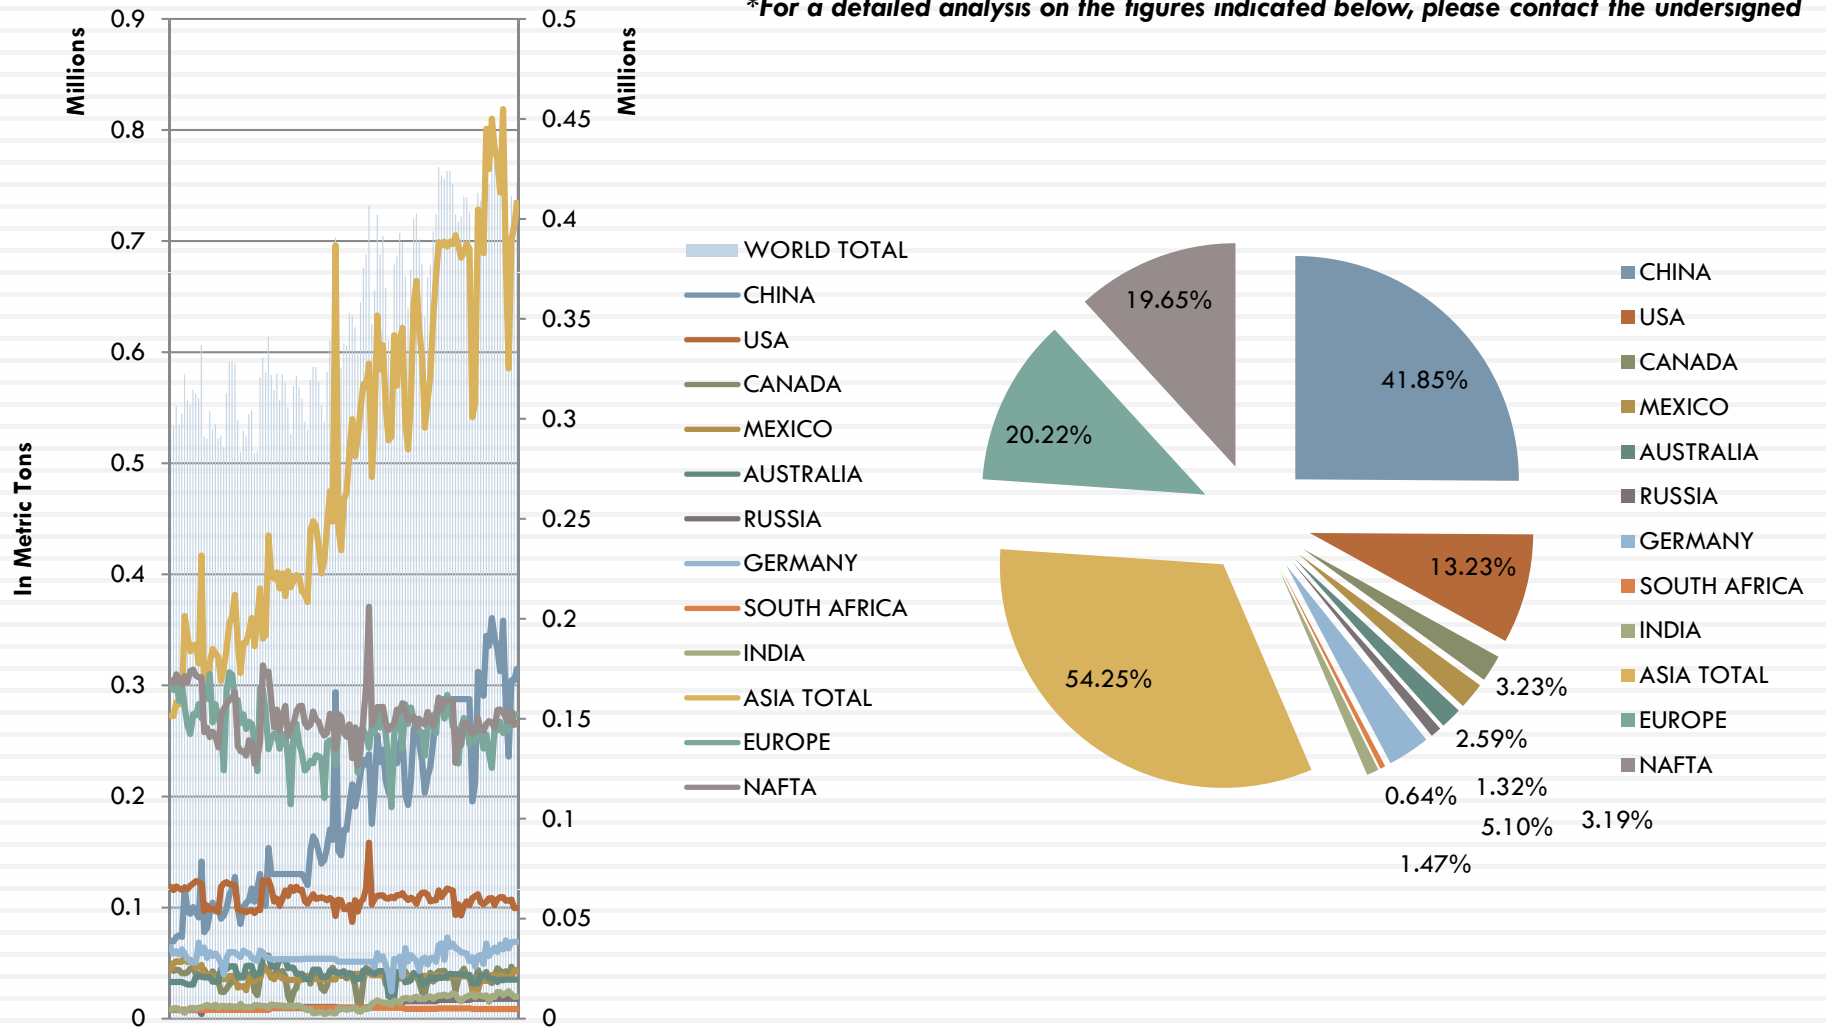 *For a detailed analysis on the figures indicated below, please contact the undersigned
Millions
In Metric Tons
0.9
0.8
0.7
0.6
0.5
0.4
0.3
0.2
0.1
0
Millions
0.5
0.45
0.4
0.35
0.3
0.25
0.2
0.15
0.1
0.05
0
WORLD TOTAL
CHINA
USA
CANADA
MEXICO
AUSTRALIA
RUSSIA
GERMANY
SOUTH AFRICA
INDIA
ASIA TOTAL
EUROPE
NAFTA
19.65%
41.85%
20.22%
13.23%
54.25%
3.23%
2.59%
0.64%
1.32%
5.10%
3.19%
1.47%
CHINA
USA
CANADA
MEXICO
AUSTRALIA
RUSSIA
GERMANY
SOUTH AFRICA
INDIA
ASIA TOTAL
EUROPE
NAFTA